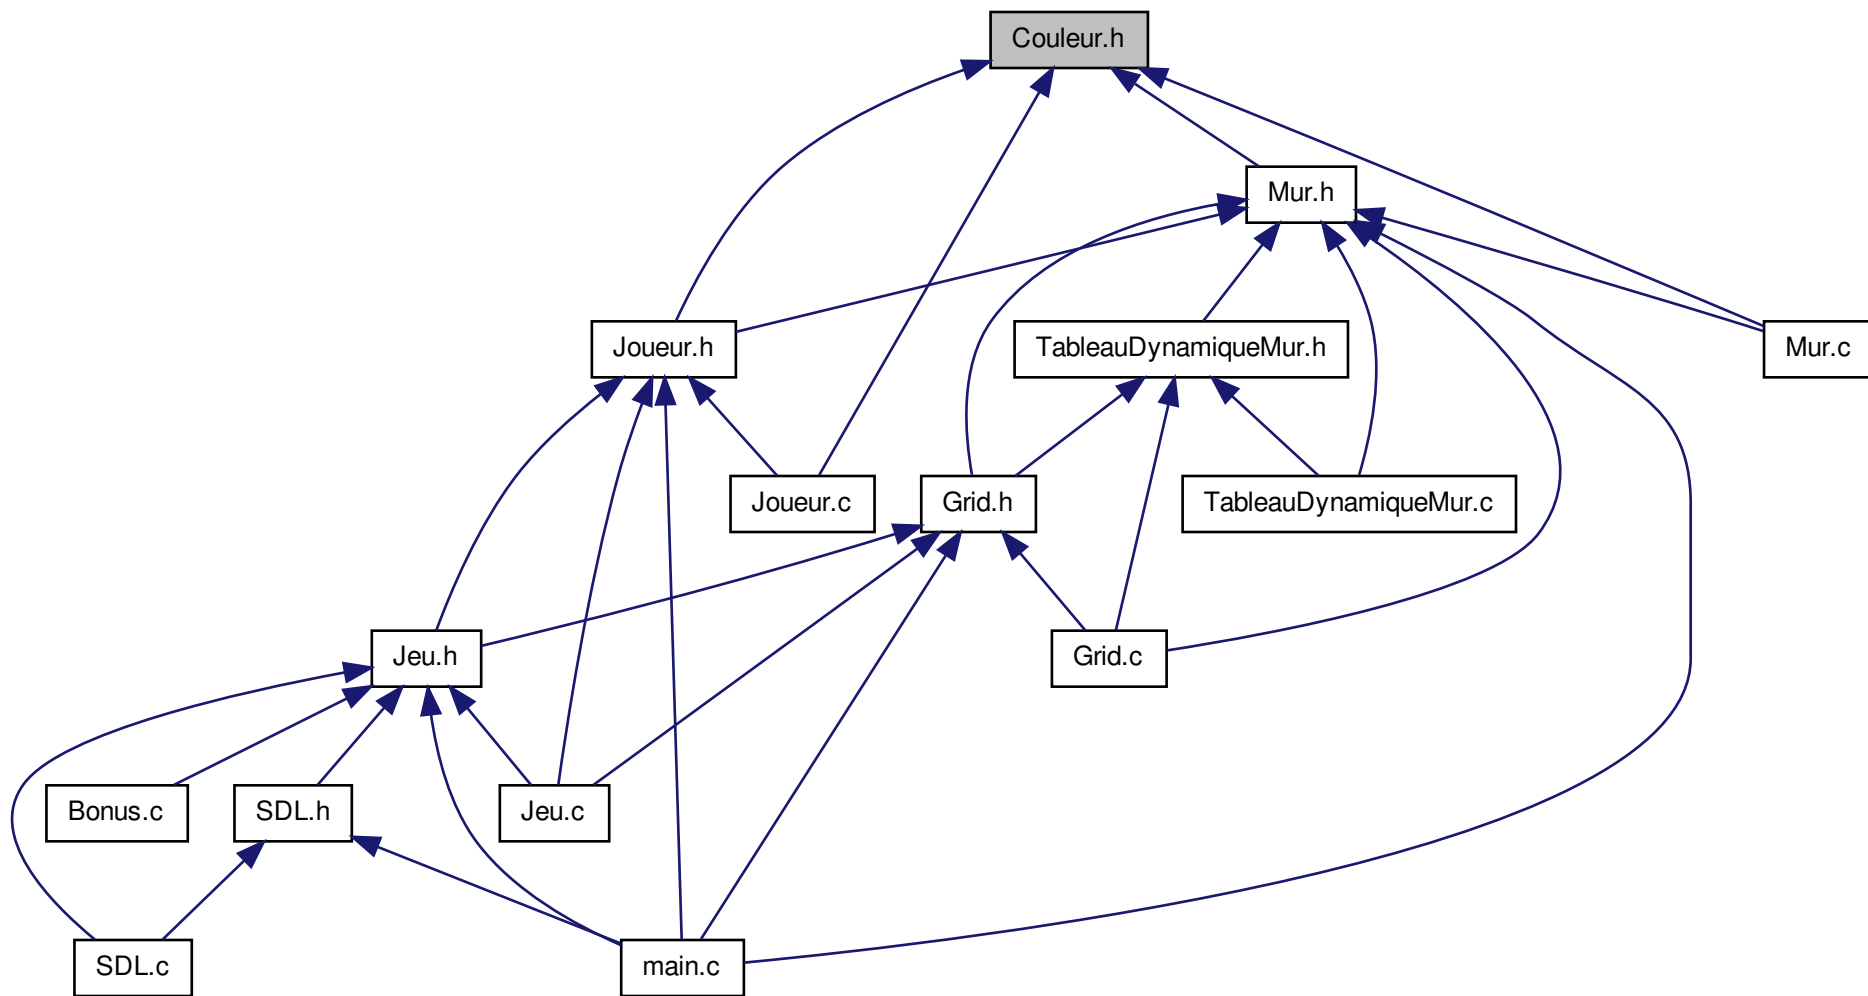 Couleur.h
Mur.h
Joueur.h
TableauDynamiqueMur.h
Mur.c
Joueur.c
Grid.h
TableauDynamiqueMur.c
Jeu.h
Grid.c
Bonus.c
SDL.h
Jeu.c
SDL.c
main.c